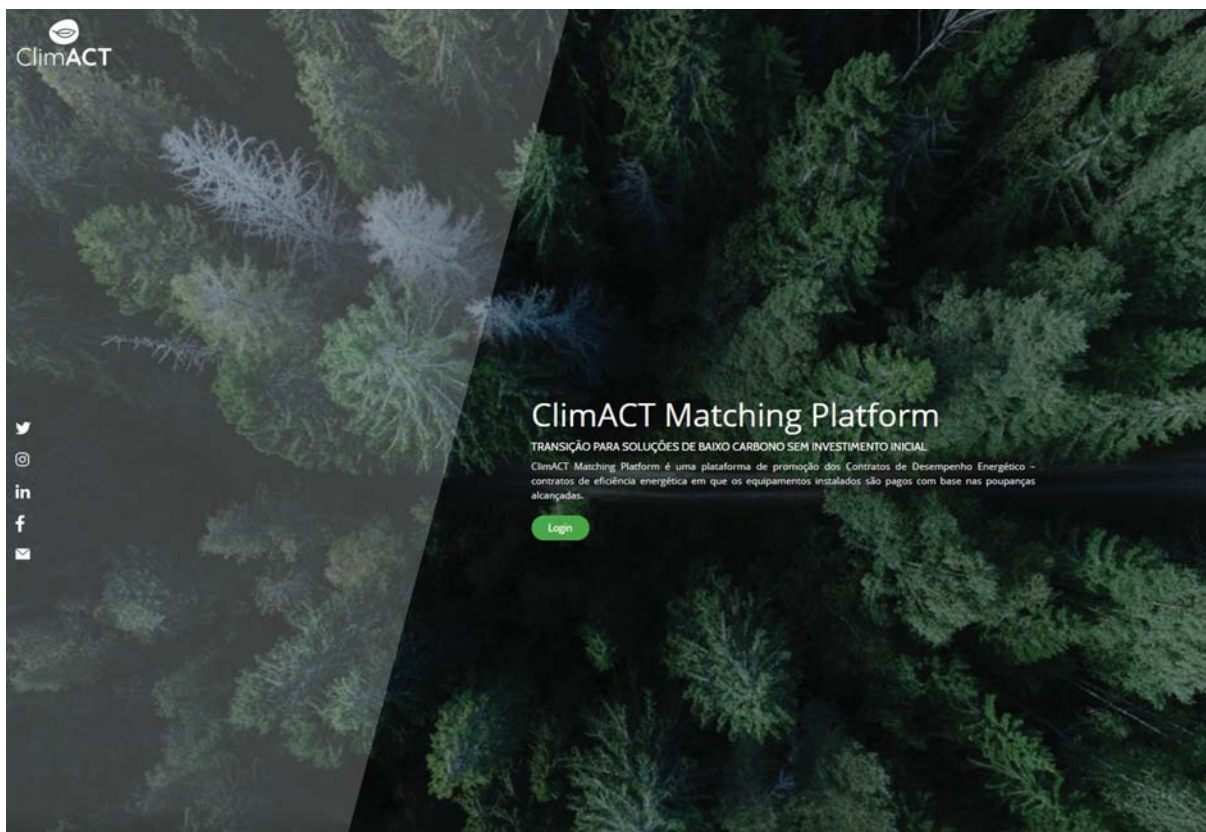 ClimACT
ClimACT Matching Platform
TRANSIÇÃO PARA SOLUÇÕES DE BAIXO CARBONO SEM INVESTIMENTO INICIAL
ClimACT Matching Platform é uma plataforma de promoção dos Contratos de Desempenho Energético –
contratos de eficiência energética em que os equipamentos instalados são pagos com base nas poupanças
alcançadas.
Login